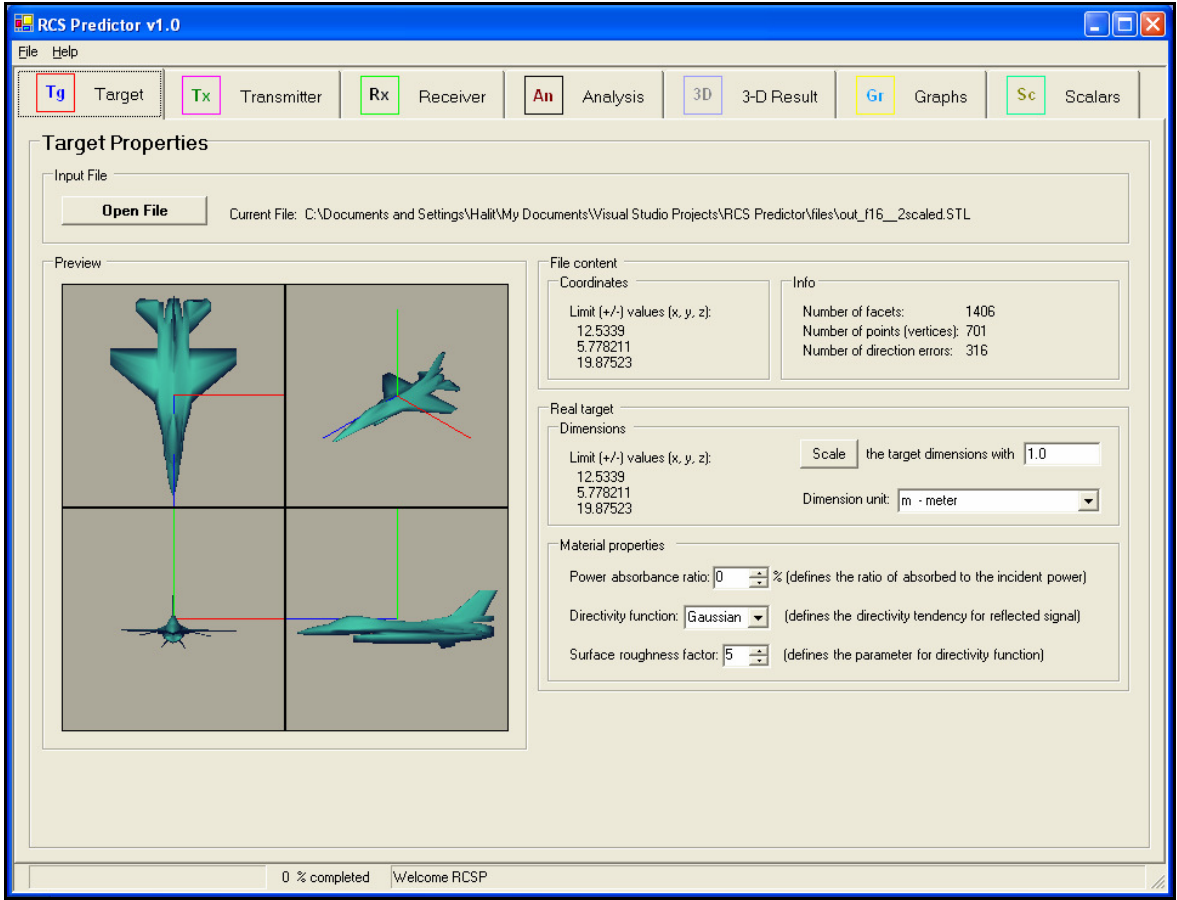 RCS Predictor v1.0
File Help
Tg Target Tx Transmitter Rx Receiver An Analysis 3D 3-D Result Gr Graphs Sc Scalars
Target Properties
Input File
Open File Current File: C:\Documents and Settings\Halit\My Documents\Visual Studio Projects\RCS Predictor\files\out_f16__2scaled.STL
Preview
File content
Coordinates
Limit (+/-) values (x, y, z):
12.5339
5.778211
19.87523
Info
Number of facets: 1406
Number of points (vertices): 701
Number of direction errors: 316
Real target
Dimensions
Limit (+/-) values (x, y, z):
12.5339
5.778211
19.87523
Scale the target dimensions with 1.0
Dimension unit: m - meter
Material properties
Power absorbance ratio: 0 % (defines the ratio of absorbed to the incident power)
Directivity function: Gaussian (defines the directivity tendency for reflected signal)
Surface roughness factor: 5 (defines the parameter for directivity function)
0 % completed Welcome RCSP